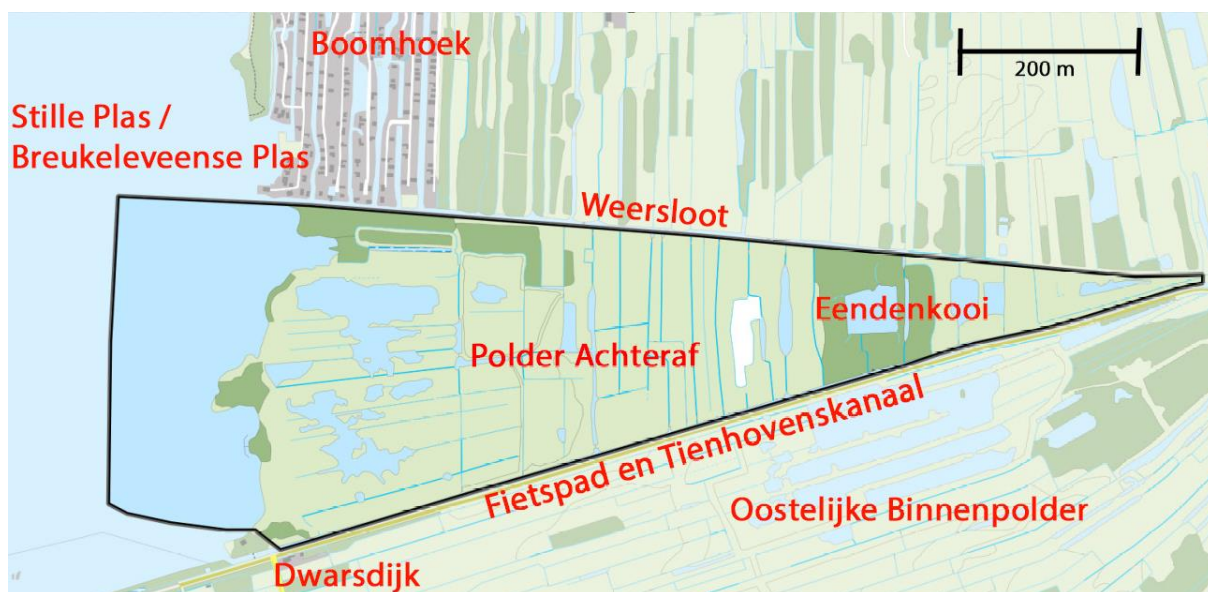 Boomhoek
200 m
Stille Plas /
Breukeleveense Plas
Weersloot
Eendenkooi
Polder Achteraf
Fietspad en Tienhovenskanaal
Oostelijke Binnenpolder
Dwarsdijk